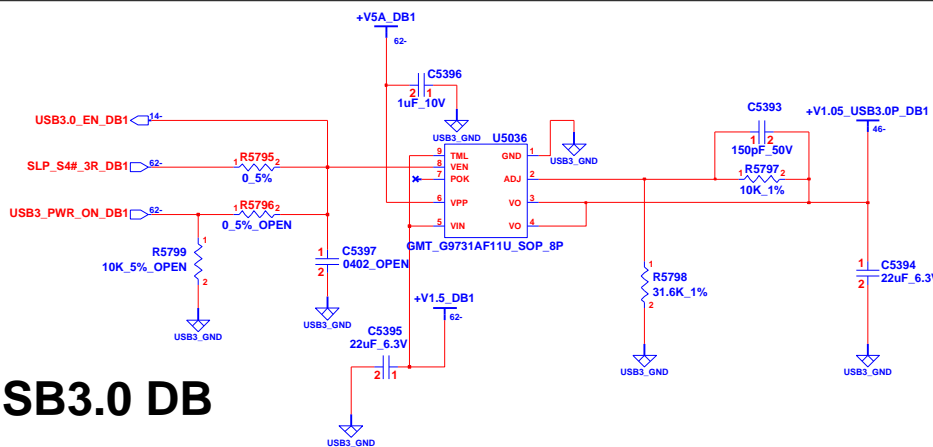 +V5A_DB1
62-
C5396
2 1
1uF_10V
USB3_GND
USB3.0_EN_DB1
14-
SLP_S4#_3R_DB1
62-
R5795
1 2
0_5%
USB3_PWR_ON_DB1
62-
R5796
1 2
0_5%_OPEN
R5799
1
10K_5%_OPEN
2
USB3_GND
C5397
1
0402_OPEN
2
USB3_GND
U5036
9 TML
8 VEN
7 POK
6 VPP
5 VIN
GND 1
ADJ 2
VO 3
VO 4
GMT_G9731AF11U_SOP_8P
USB3_GND
C5393
1 2
150pF_50V
R5797
1 2
10K_1%
+V1.05_USB3.0P_DB1
46-
R5798
1
31.6K_1%
2
USB3_GND
C5394
1
22uF_6.3V
2
USB3_GND
+V1.5_DB1
62-
C5395
22uF_6.3V
2 1
USB3_GND
SB3.0 DB